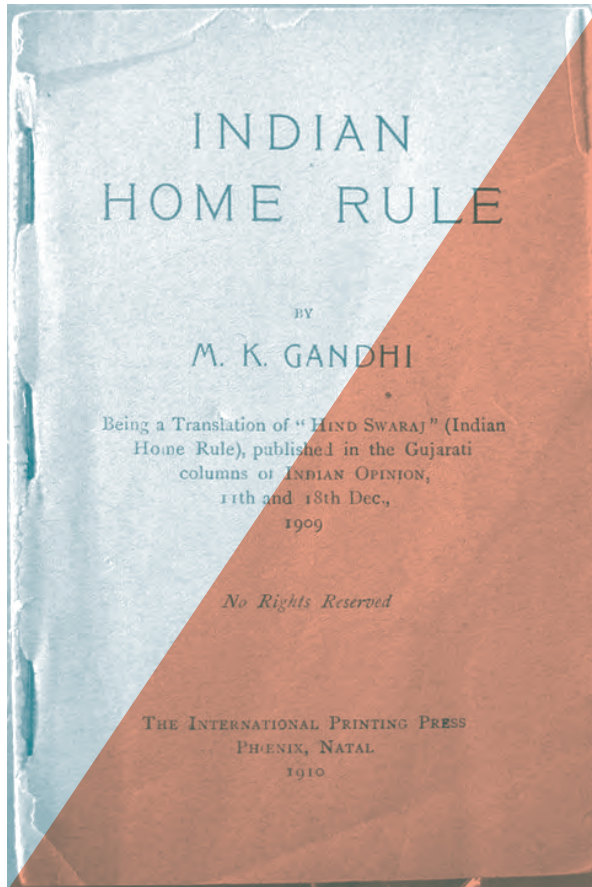 INDIAN
HOME RULE
BY
M. K. GANDHI
Being a Translation of “ HIND SWARAJ ” (Indian
Home Rule), published in the Gujarati
columns of INDIAN OPINION,
11th and 18th Dec.,
1909
No Rights Reserved
THE INTERNATIONAL PRINTING PRESS
PHŒNIX, NATAL
1910